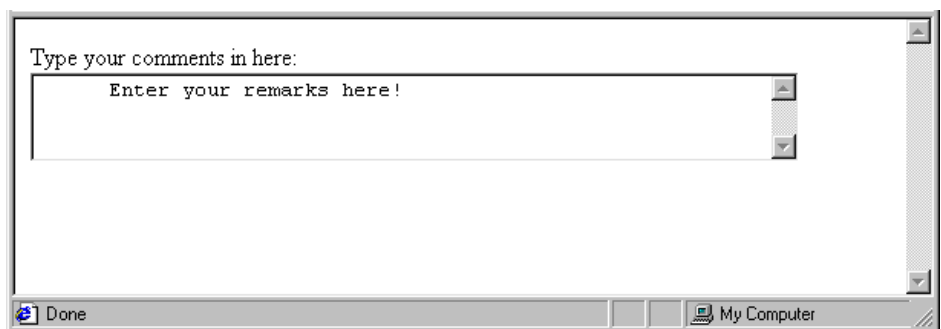 Type your comments in here:
Enter your remarks here!
Done
My Computer